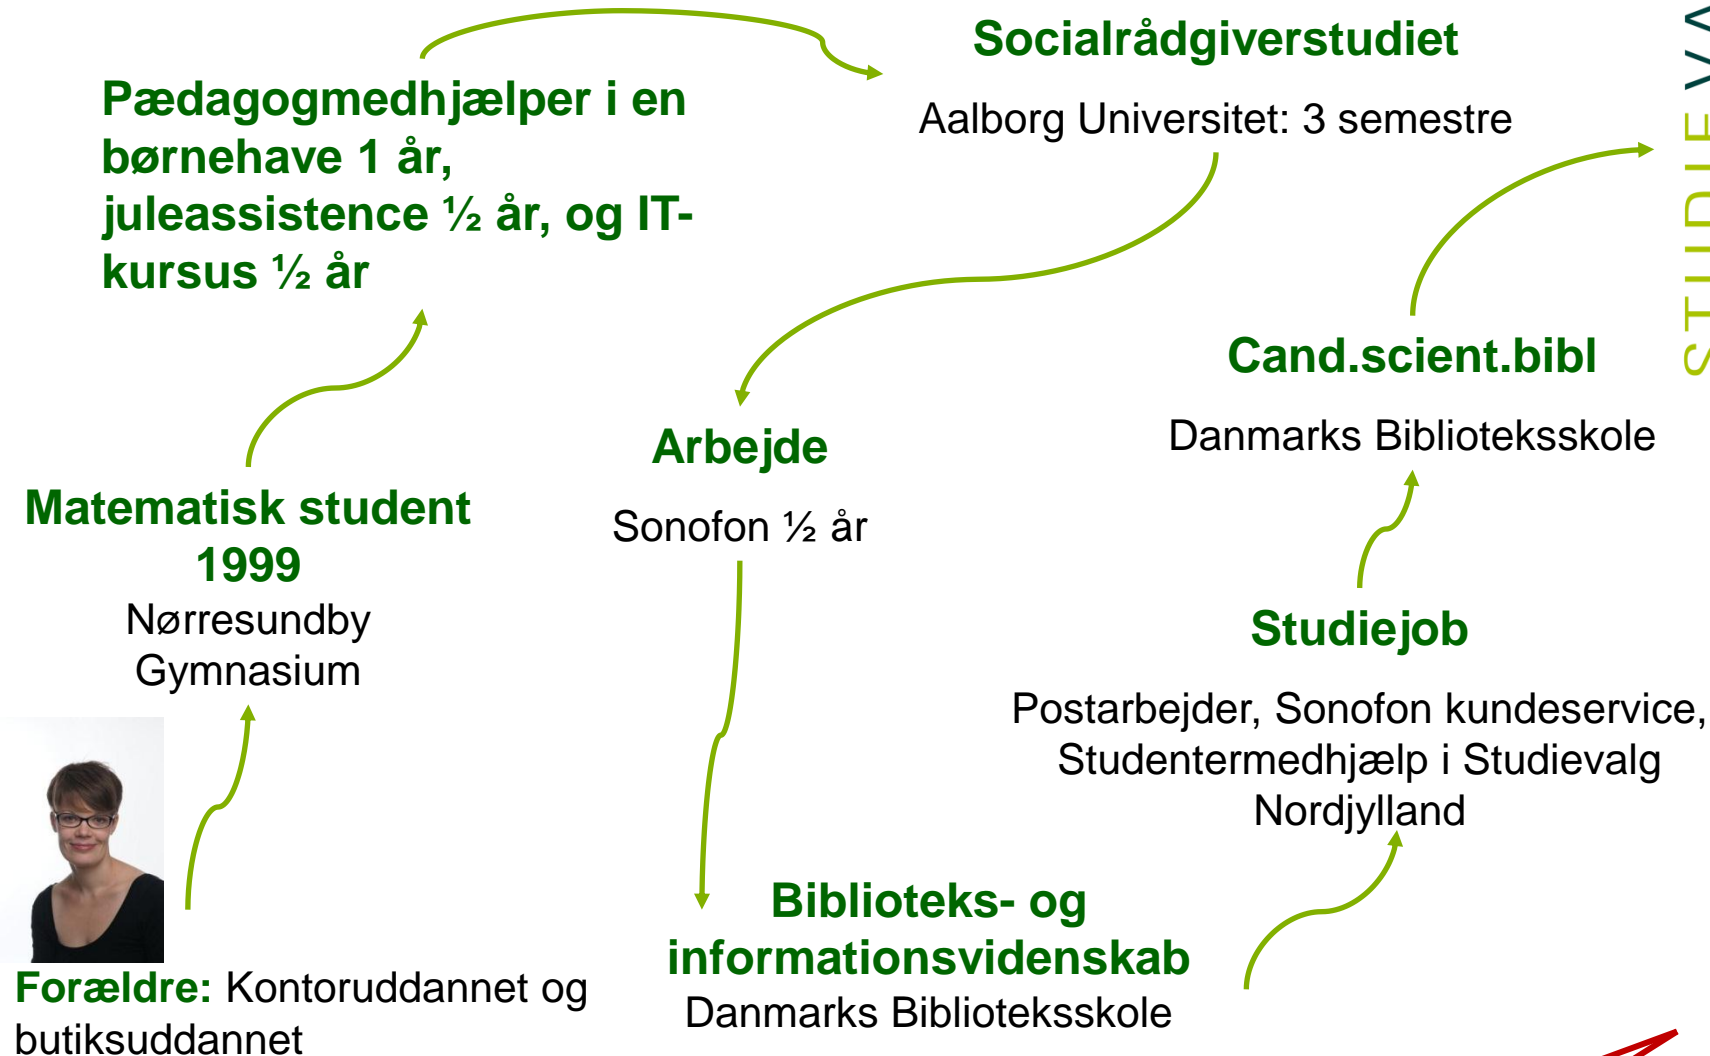 Socialrådgiverstudiet
Aalborg Universitet: 3 semestre
Pædagogmedhjælper i en
børnehave 1 år,
juleassistence ½ år, og IT-
kursus ½ år
Cand.scient.bibl
Danmarks Biblioteksskole
Arbejde
Sonofon ½ år
Matematisk student
1999
Nørresundby
Gymnasium
Studiejob
Postarbejder, Sonofon kundeservice,
Studentermedhjælp i Studievalg
Nordjylland
Biblioteks- og
informationsvidenskab
Danmarks Biblioteksskole
Forældre: Kontoruddannet og
butiksuddannet